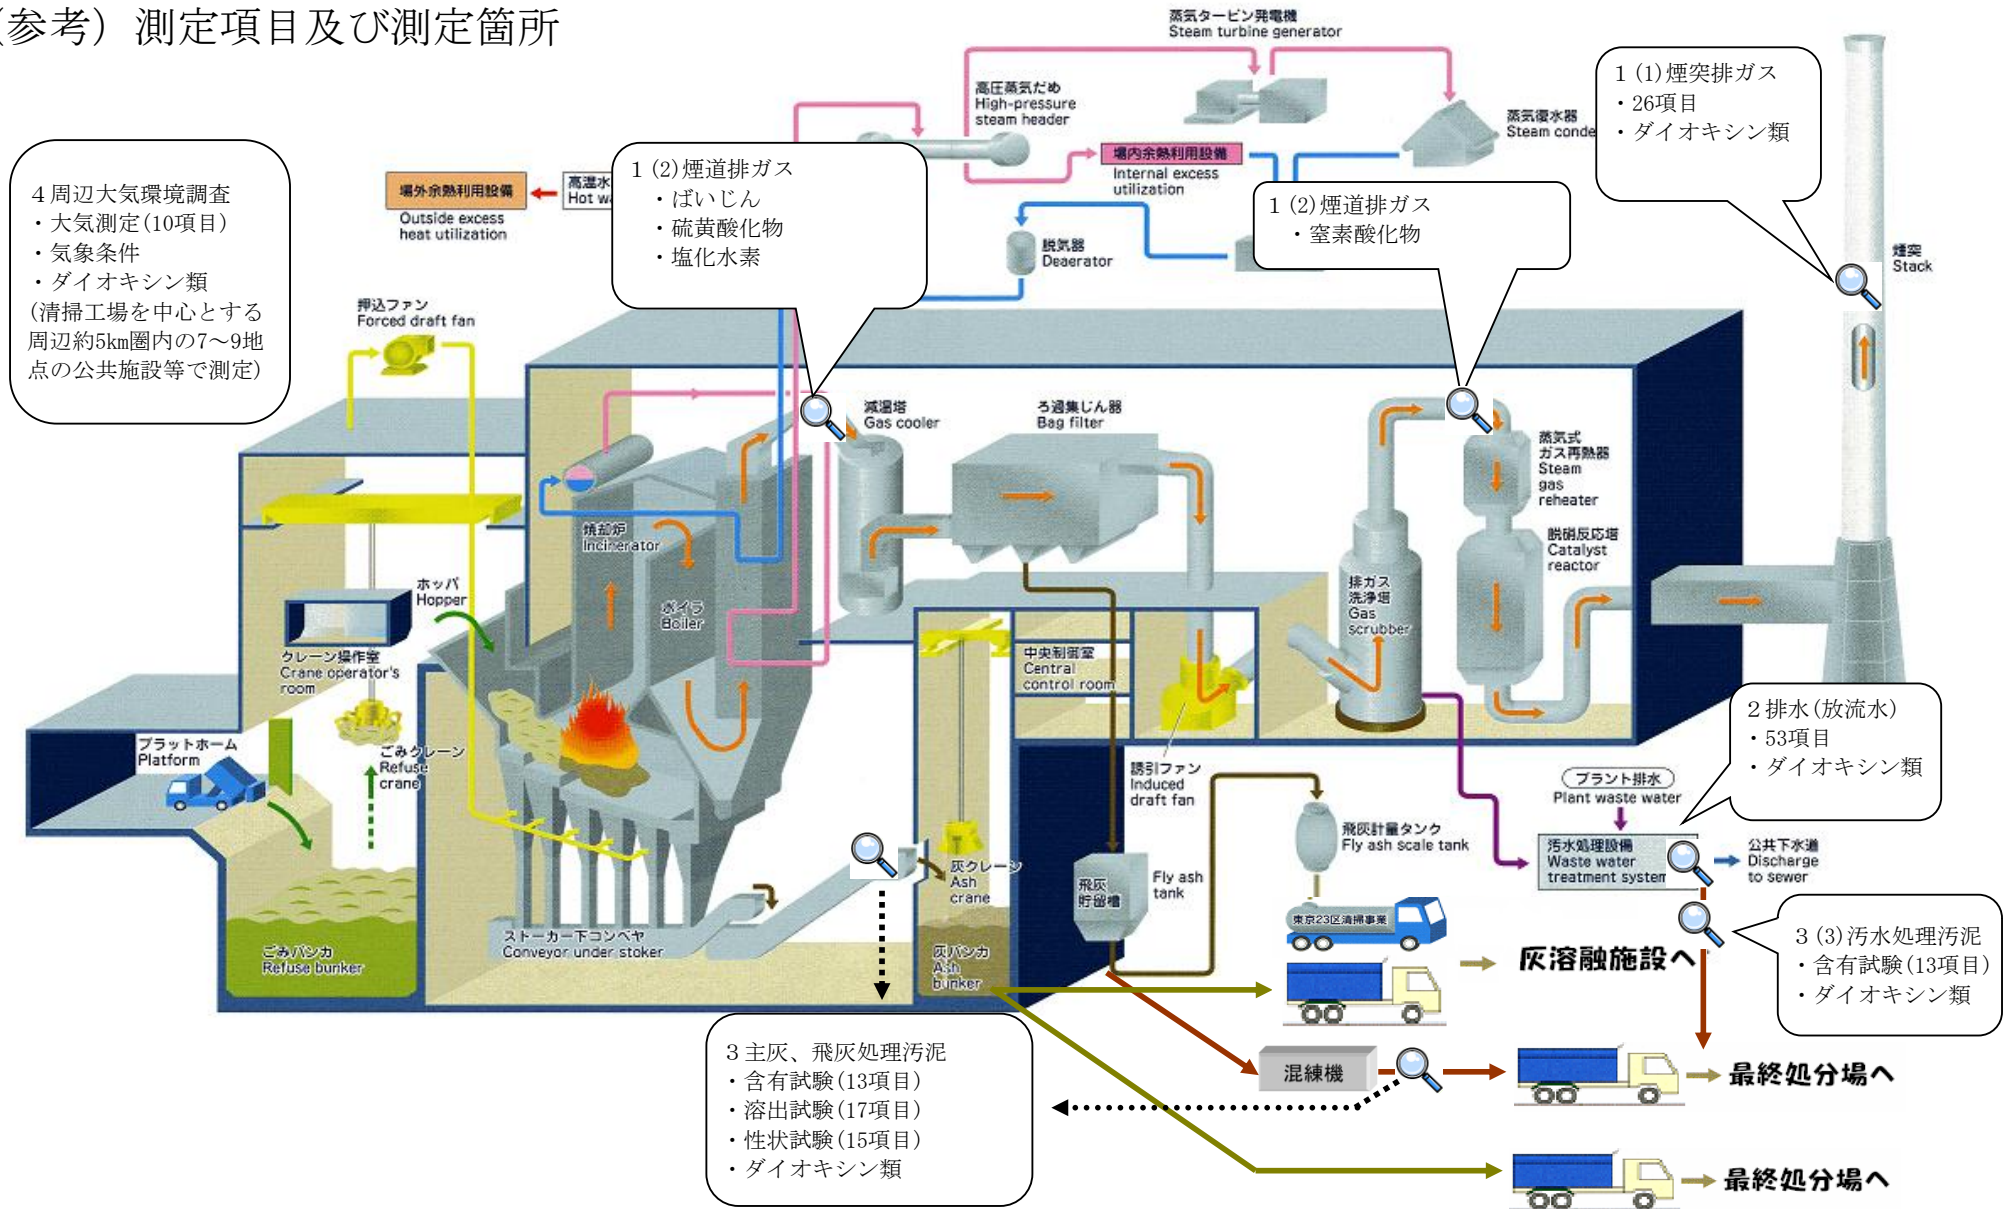 (参考) 測定項目及び測定箇所
蒸気タービン発電機
Steam turbine generator
高圧蒸気だめ
High-pressure
steam header
蒸気復水器
Steam conde
1 (1)煙突排ガス
・26項目
・ダイオキシン類
4 周辺大気環境調査
・大気測定(10項目)
・気象条件
・ダイオキシン類
(清掃工場を中心とする
周辺約5km圏内の7～9地
点の公共施設等で測定)
場外余熱利用設備
Outside excess
heat utilization
高温水
Hot wa
1 (2)煙道排ガス
・ばいじん
・硫黄酸化物
・塩化水素
場内余熱利用設備
Internal excess
utilization
1 (2)煙道排ガス
・窒素酸化物
脱気器
Deaerator
煙突
Stack
押込ファン
Forced draft fan
減温塔
Gas cooler
ろ過集じん器
Bag filter
蒸気式
ガス再熱器
Steam
gas
reheater
焼却炉
Incinerator
脱硝反応塔
Catalyst
reactor
ホッパ
Hopper
ボイラ
Boiler
排ガス
洗浄塔
Gas
scrubber
クレーン操作室
Crane operator's
room
中央制御室
Central
control room
プラットホーム
Platform
ごみクレーン
Refuse
crane
誘引ファン
Induced
draft fan
2 排水(放流水)
・53項目
・ダイオキシン類
プラント排水
Plant waste water
飛灰計量タンク
Fly ash scale tank
汚水処理設備
Waste water
treatment system
公共下水道
Discharge
to sewer
灰クレーン
Ash
crane
飛灰
貯留槽
Fly ash
tank
東京23区清掃事業
ストーカー下コンベヤ
Conveyor under stoker
ごみバンカ
Refuse bunker
灰バンカ
Ash
bunker
灰溶融施設へ
3 (3)汚水処理汚泥
・含有試験(13項目)
・ダイオキシン類
3 主灰、飛灰処理汚泥
・含有試験(13項目)
・溶出試験(17項目)
・性状試験(15項目)
・ダイオキシン類
混練機
最終処分場へ
最終処分場へ